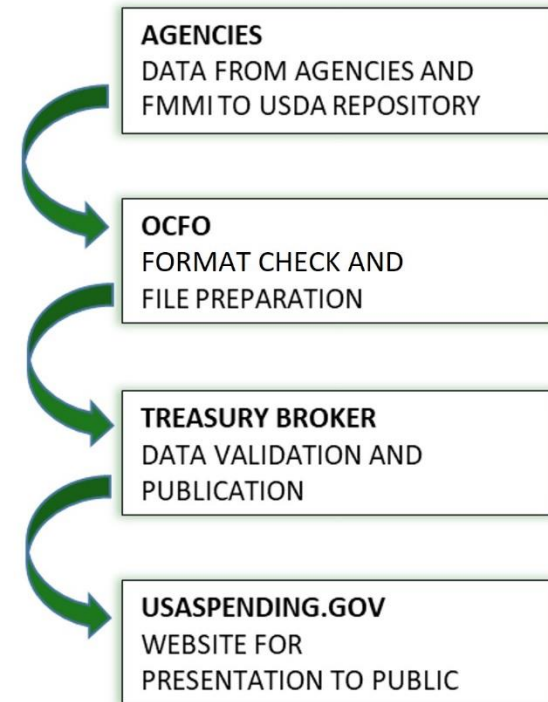 AGENCIES
DATA FROM AGENCIES AND
FMMI TO USDA REPOSITORY
OCFO
FORMAT CHECK AND
FILE PREPARATION
TREASURY BROKER
DATA VALIDATION AND
PUBLICATION
USASPENDING.GOV
WEBSITE FOR
PRESENTATION TO PUBLIC